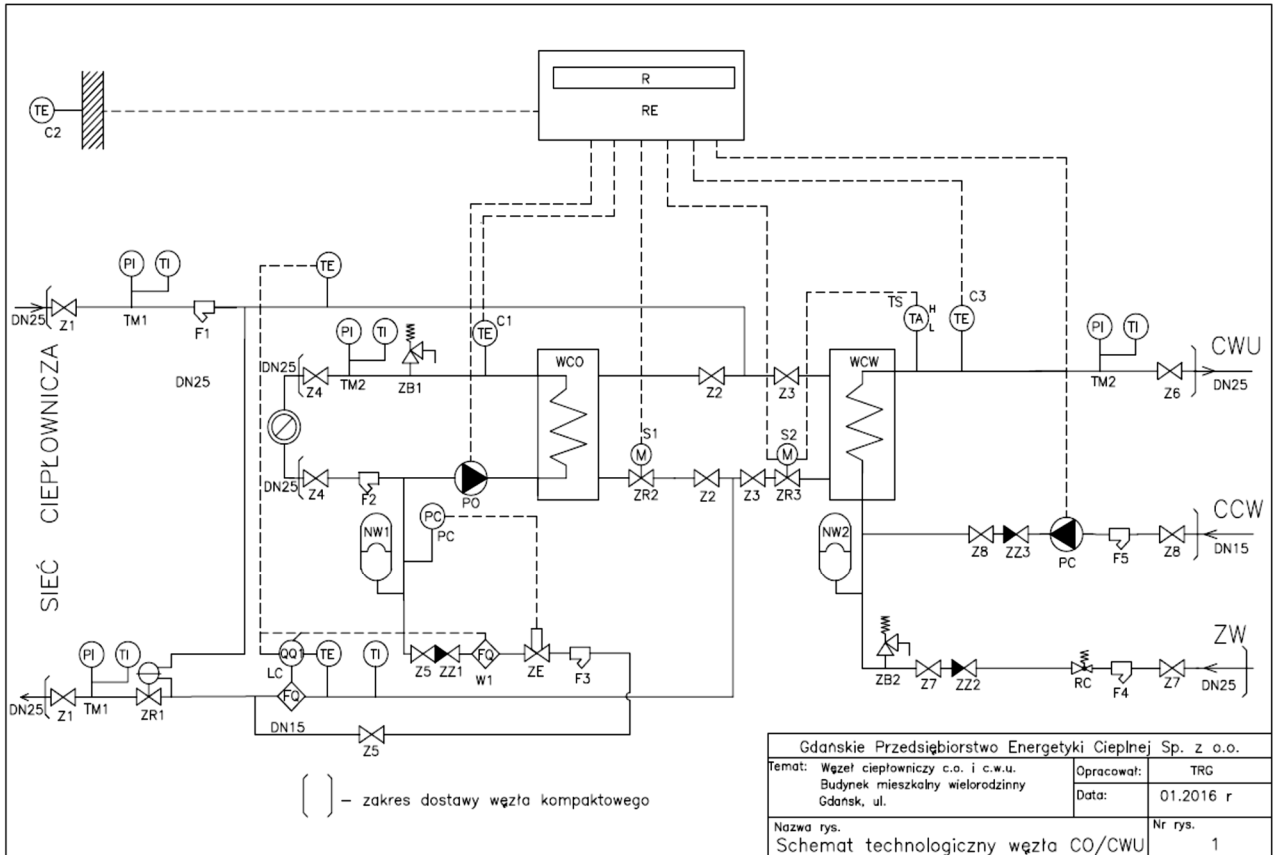 R
RE
TE
C2
PI
TI
TE
DN25
Z1
TM1
F1
DN25
PI
TI
C1
TE
TS
TA
H
L
C3
TE
PI
TI
CWU
DN25
Z4
TM2
ZB1
WCO
Z2
Z3
WCW
TM2
Z6
DN25
SIEĆ CIEPŁOWNICZA
DN25
Z4
F2
PO
S1
M
ZR2
Z2
Z3
S2
M
ZR3
NW1
PC
PC
NW2
Z8
ZZ3
PC
F5
Z8
CCW
DN15
PI
TI
QQ1
TE
TI
LC
Z5
ZZ1
FQ
W1
ZE
F3
ZB2
Z7
ZZ2
RC
F4
Z7
ZW
DN25
DN25
Z1
TM1
ZR1
FQ
DN15
Z5
– zakres dostawy węzła kompaktowego
Gdańskie Przedsiębiorstwo Energetyki Cieplnej Sp. z o.o.
Temat: Węzeł ciepłowniczy c.o. i c.w.u.
Budynek mieszkalny wielorodzinny
Gdańsk, ul.
Opracował:
TRG
Data:
01.2016 r
Nazwa rys.
Schemat technologiczny węzła CO/CWU
Nr rys.
1